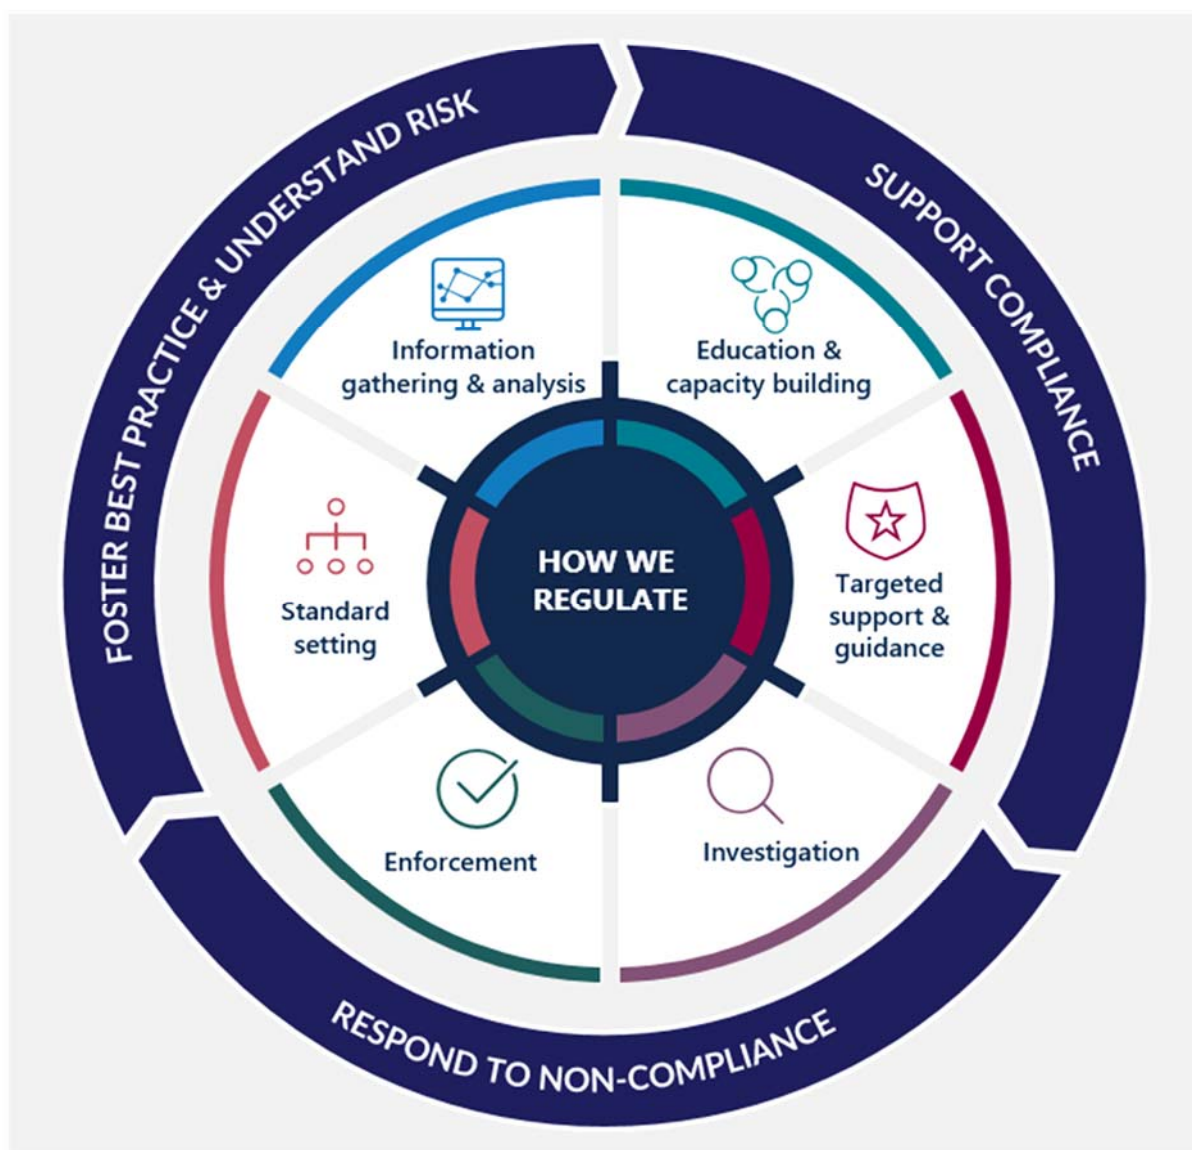 FOSTER BEST PRACTICE & UNDERSTAND RISK
SUPPORT COMPLIANCE
Information
gathering & analysis
Education &
capacity building
HOW WE
REGULATE
Standard
setting
Targeted
support &
guidance
Enforcement
Investigation
RESPOND TO NON-COMPLIANCE